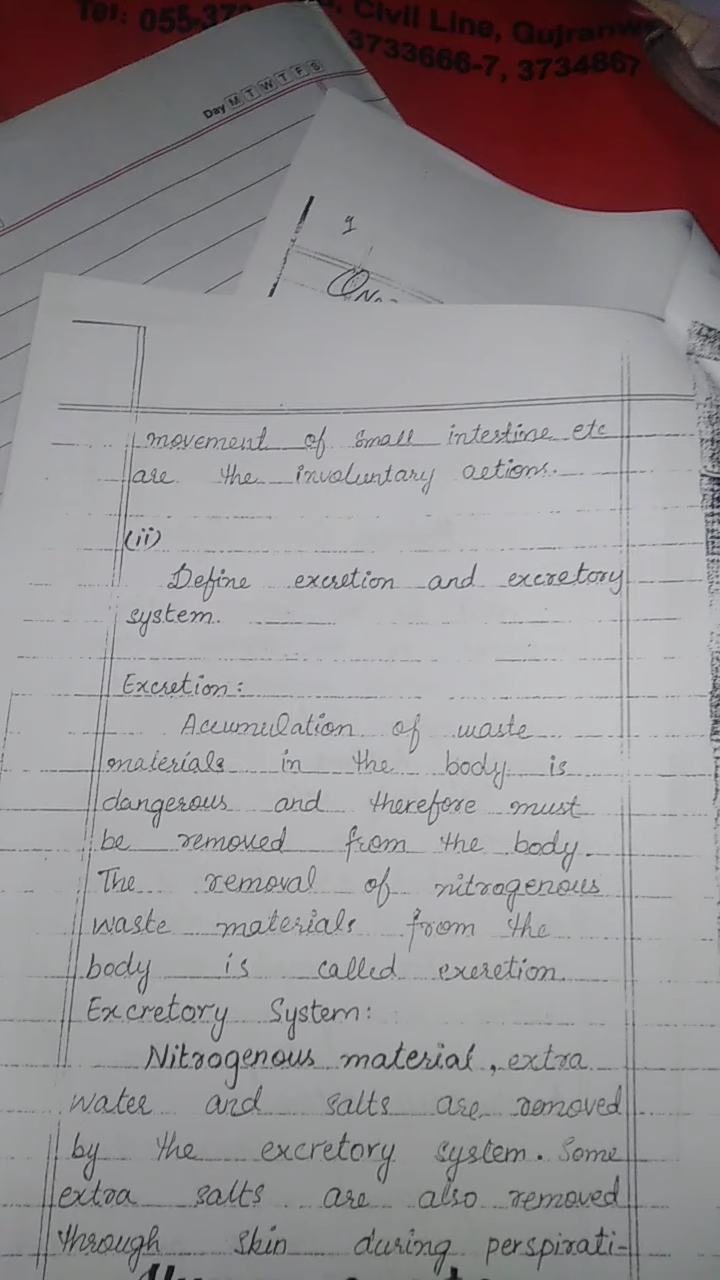 Tel: 055-373
Civil Line, Gujranw
3733666-7, 3734867
Day M T W T F S
1
movement of small intestine etc
are the involuntary actions.
(ii)
Define excretion and excretory
system.
Excretion:
Accumulation of waste
materials in the body is
dangerous and therefore must
be removed from the body.
The removal of nitrogenous
waste materials from the
body is called excretion.
Excretory System:
Nitrogenous material, extra
water and salts are removed
by the excretory system. Some
extra salts are also removed
through skin during perspirati-